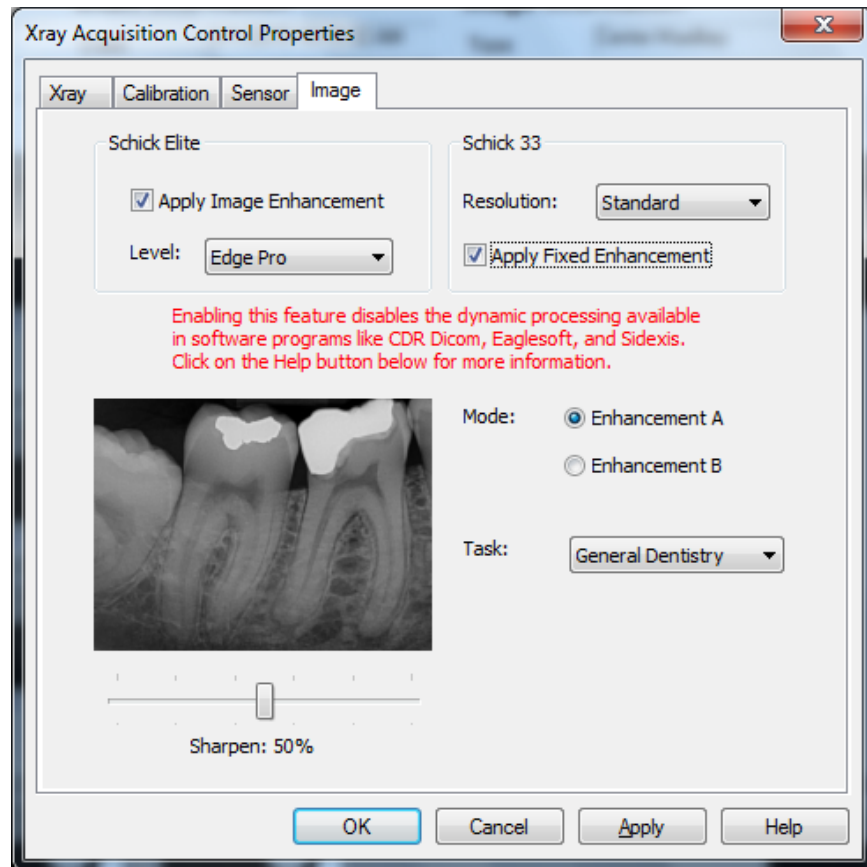 Xray Acquisition Control Properties
Xray
Calibration
Sensor
Image
Schick Elite
Apply Image Enhancement
Level:
Edge Pro
Schick 33
Resolution:
Standard
Apply Fixed Enhancement
Enabling this feature disables the dynamic processing available
in software programs like CDR Dicom, Eaglesoft, and Sidexis.
Click on the Help button below for more information.
Mode:
Enhancement A
Enhancement B
Task:
General Dentistry
Sharpen: 50%
OK
Cancel
Apply
Help